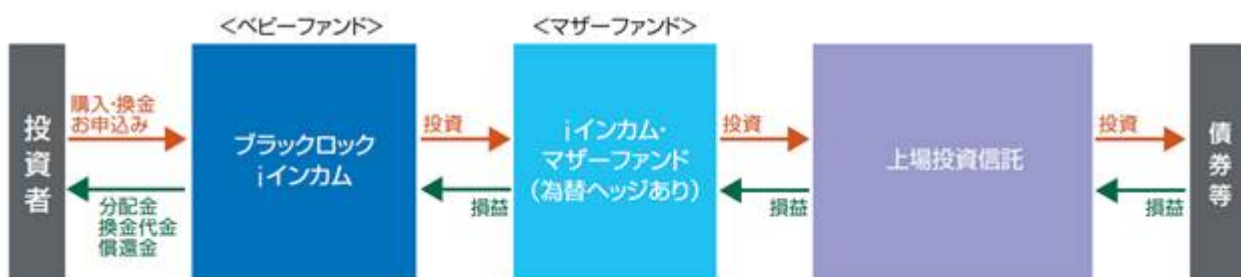 <ベビーファンド>
<マザーファンド>
投資者
購入・換金
お申込み
分配金
換金代金
償還金
ブラックロック
iインカム
投資
損益
iインカム・
マザーファンド
(為替ヘッジあり)
投資
損益
上場投資信託
投資
損益
債券等